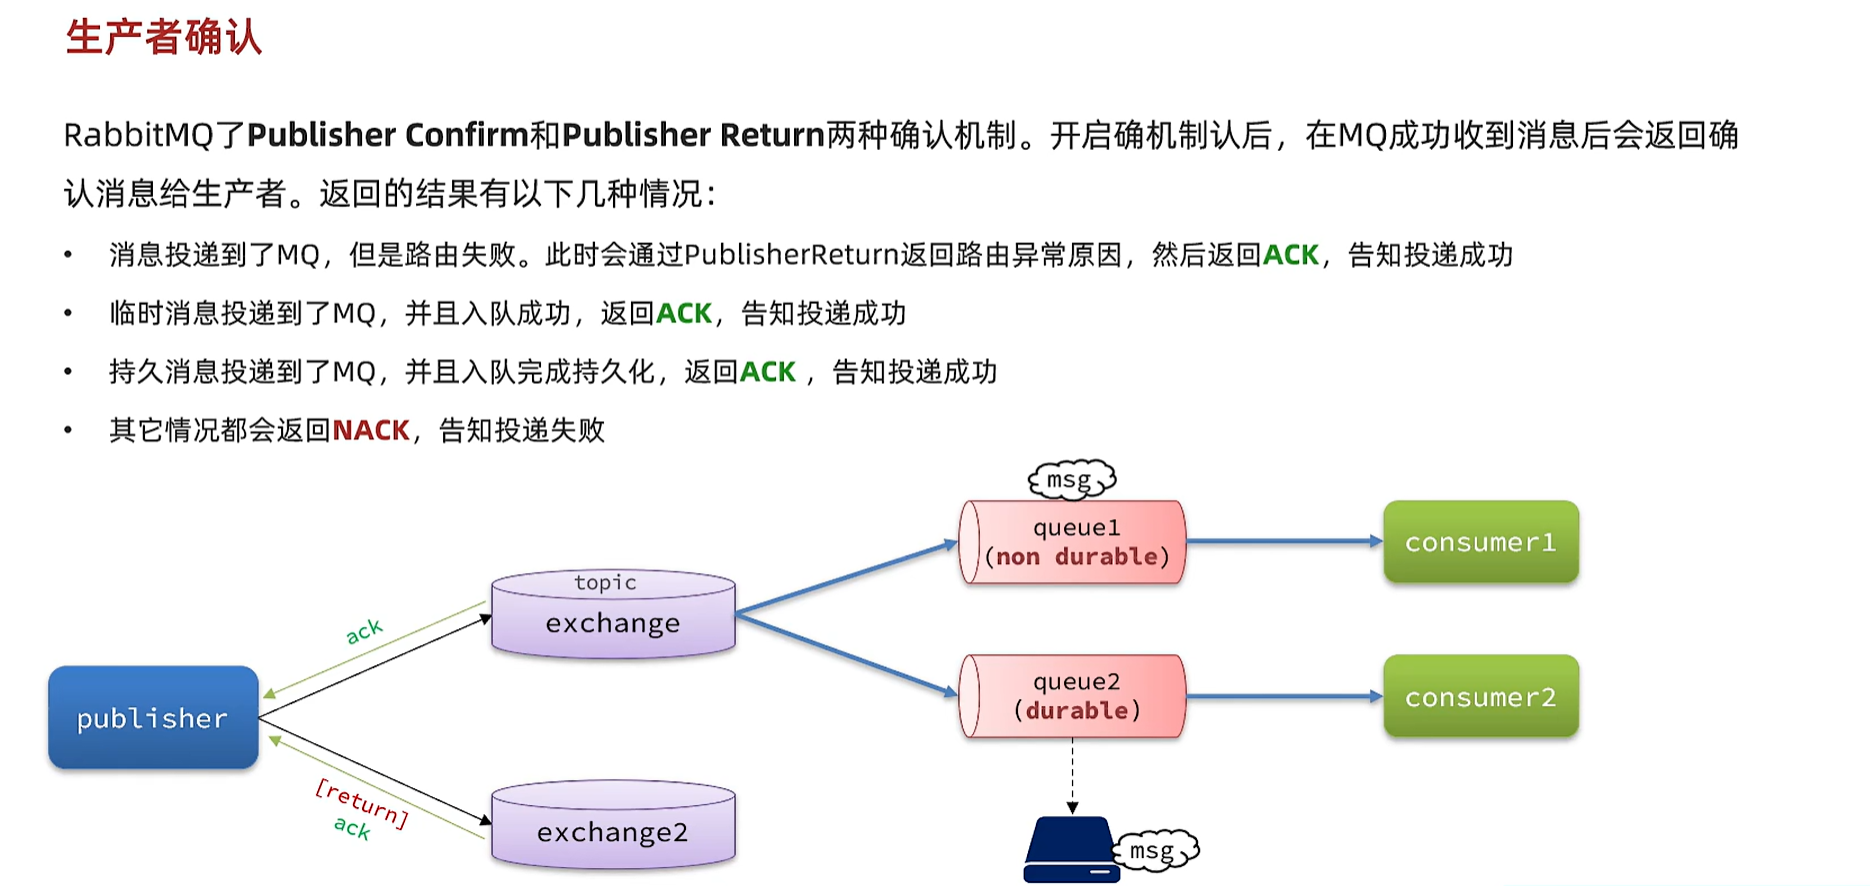 生产者确认
RabbitMQ了Publisher Confirm和Publisher Return两种确认机制。开启确机制认后，在MQ成功收到消息后会返回确
认消息给生产者。返回的结果有以下几种情况：
• 消息投递到了MQ，但是路由失败。此时会通过PublisherReturn返回路由异常原因，然后返回ACK，告知投递成功
• 临时消息投递到了MQ，并且入队成功，返回ACK，告知投递成功
• 持久消息投递到了MQ，并且入队完成持久化，返回ACK ，告知投递成功
• 其它情况都会返回NACK，告知投递失败
msg
queue1
(non durable)
consumer1
topic
exchange
ack
queue2
(durable)
consumer2
publisher
[return]
ack
exchange2
msg